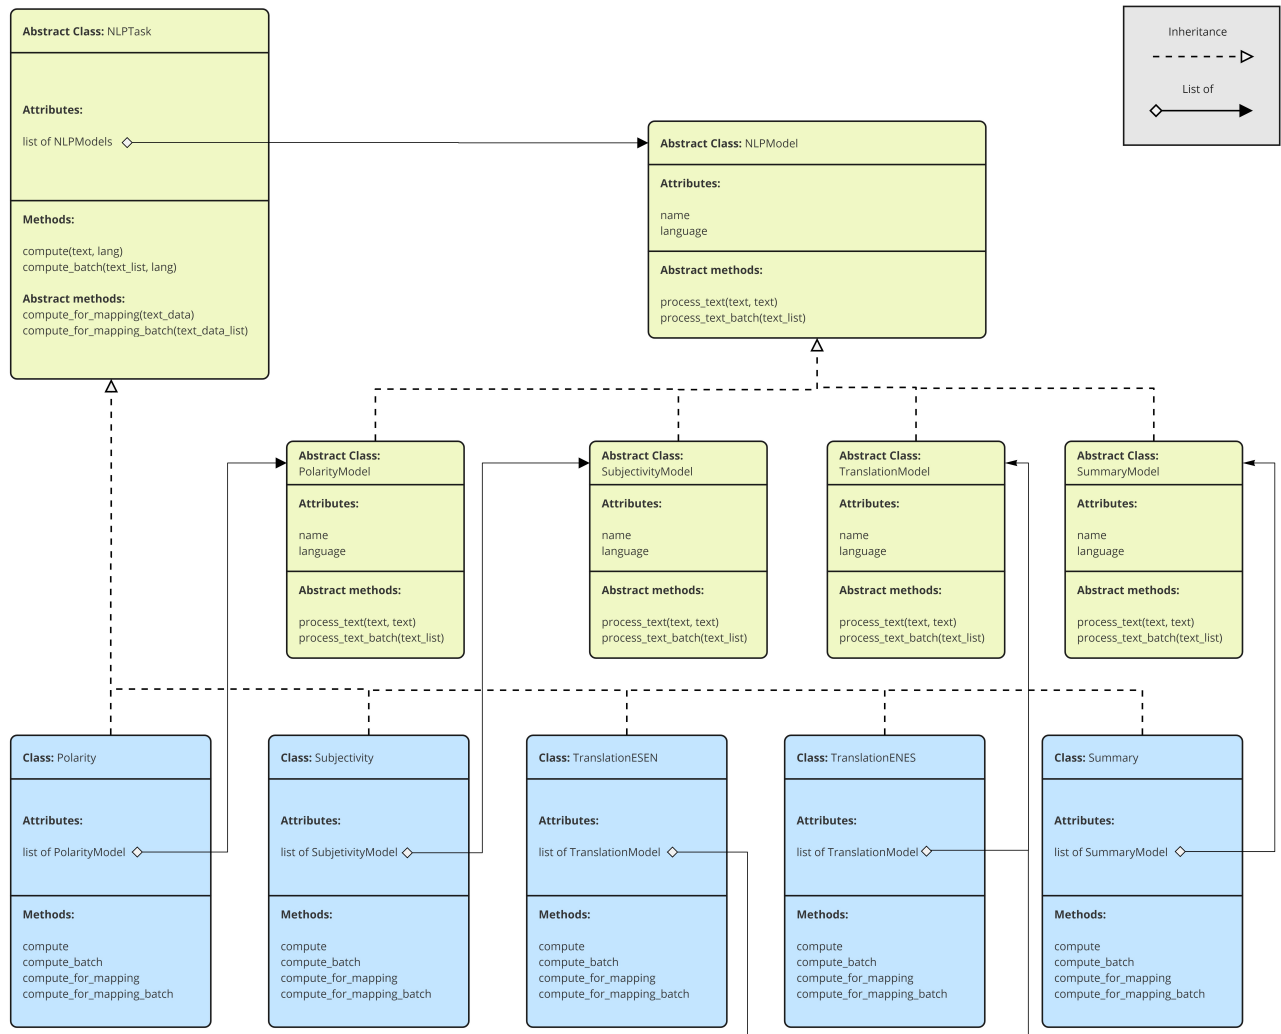 Abstract Class: NLPTask
Attributes:
list of NLPModels
Methods:
compute(text, lang)
compute_batch(text_list, lang)
Abstract methods:
compute_for_mapping(text_data)
compute_for_mapping_batch(text_data_list)
Inheritance
List of
Abstract Class: NLPModel
Attributes:
name
language
Abstract methods:
process_text(text, text)
process_text_batch(text_list)
Abstract Class:
PolarityModel
Attributes:
name
language
Abstract methods:
process_text(text, text)
process_text_batch(text_list)
Abstract Class:
SubjectivityModel
Attributes:
name
language
Abstract methods:
process_text(text, text)
process_text_batch(text_list)
Abstract Class:
TranslationModel
Attributes:
name
language
Abstract methods:
process_text(text, text)
process_text_batch(text_list)
Abstract Class:
SummaryModel
Attributes:
name
language
Abstract methods:
process_text(text, text)
process_text_batch(text_list)
Class: Polarity
Attributes:
list of PolarityModel
Methods:
compute
compute_batch
compute_for_mapping
compute_for_mapping_batch
Class: Subjectivity
Attributes:
list of SubjetivityModel
Methods:
compute
compute_batch
compute_for_mapping
compute_for_mapping_batch
Class: TranslationESEN
Attributes:
list of TranslationModel
Methods:
compute
compute_batch
compute_for_mapping
compute_for_mapping_batch
Class: TranslationENES
Attributes:
list of TranslationModel
Methods:
compute
compute_batch
compute_for_mapping
compute_for_mapping_batch
Class: Summary
Attributes:
list of SummaryModel
Methods:
compute
compute_batch
compute_for_mapping
compute_for_mapping_batch